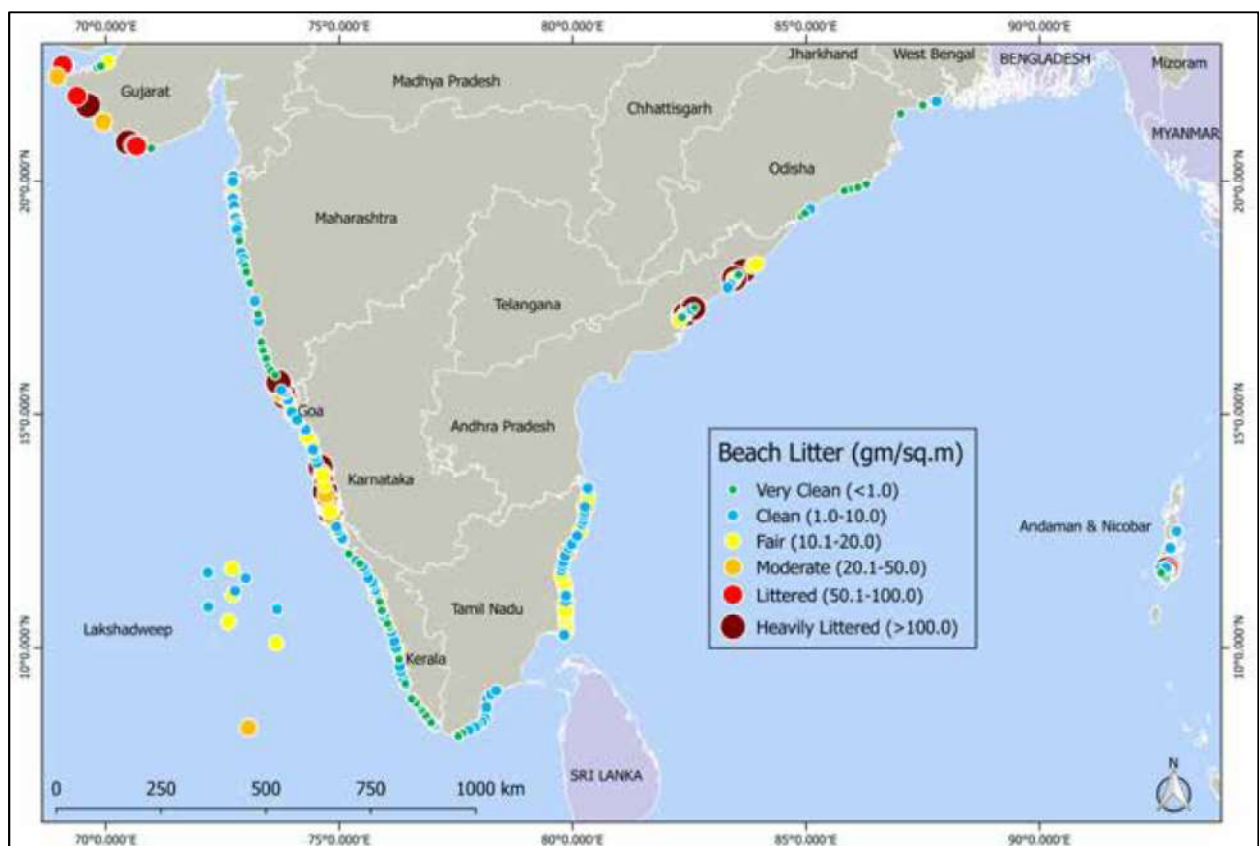 70°0.000'E 75°0.000'E 80°0.000'E 85°0.000'E 90°0.000'E
Jharkhand West Bengal BENGLADESH Mizoram
Madhya Pradesh
Gujarat
Chhattisgarh
MYANMAR
Odisha
20°0.000'N 20°0.000'N
Maharashtra
Telangana
Goa
15°0.000'N 15°0.000'N
Andhra Pradesh
Karnataka
Beach Litter (gm/sq.m)
Very Clean (<1.0)
Clean (1.0-10.0)
Fair (10.1-20.0)
Moderate (20.1-50.0)
Littered (50.1-100.0)
Heavily Littered (>100.0)
Andaman & Nicobar
Tamil Nadu
Lakshadweep
Kerala
10°0.000'N 10°0.000'N
SRI LANKA
N
0 250 500 750 1000 km
70°0.000'E 75°0.000'E 80°0.000'E 85°0.000'E 90°0.000'E